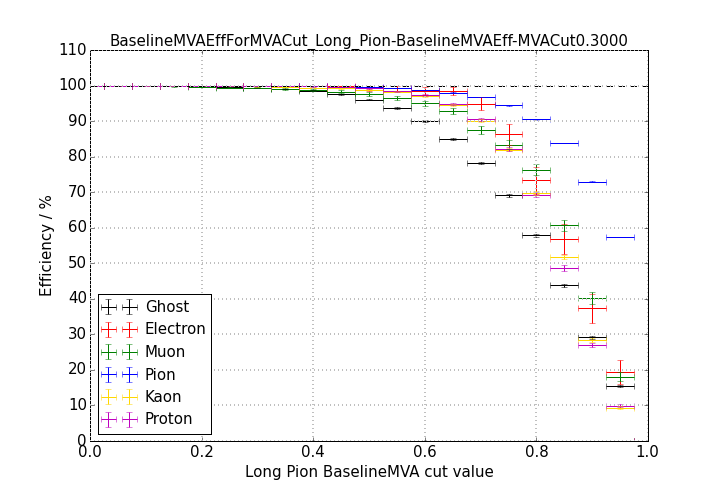 BaselineMVAEffForMVACut_Long_Pion-BaselineMVAEff-MVACut0.3000
110
100
90
80
70
60
50
40
30
20
10
0
Efficiency / %
Ghost
Electron
Muon
Pion
Kaon
Proton
0.0 0.2 0.4 0.6 0.8 1.0
Long Pion BaselineMVA cut value